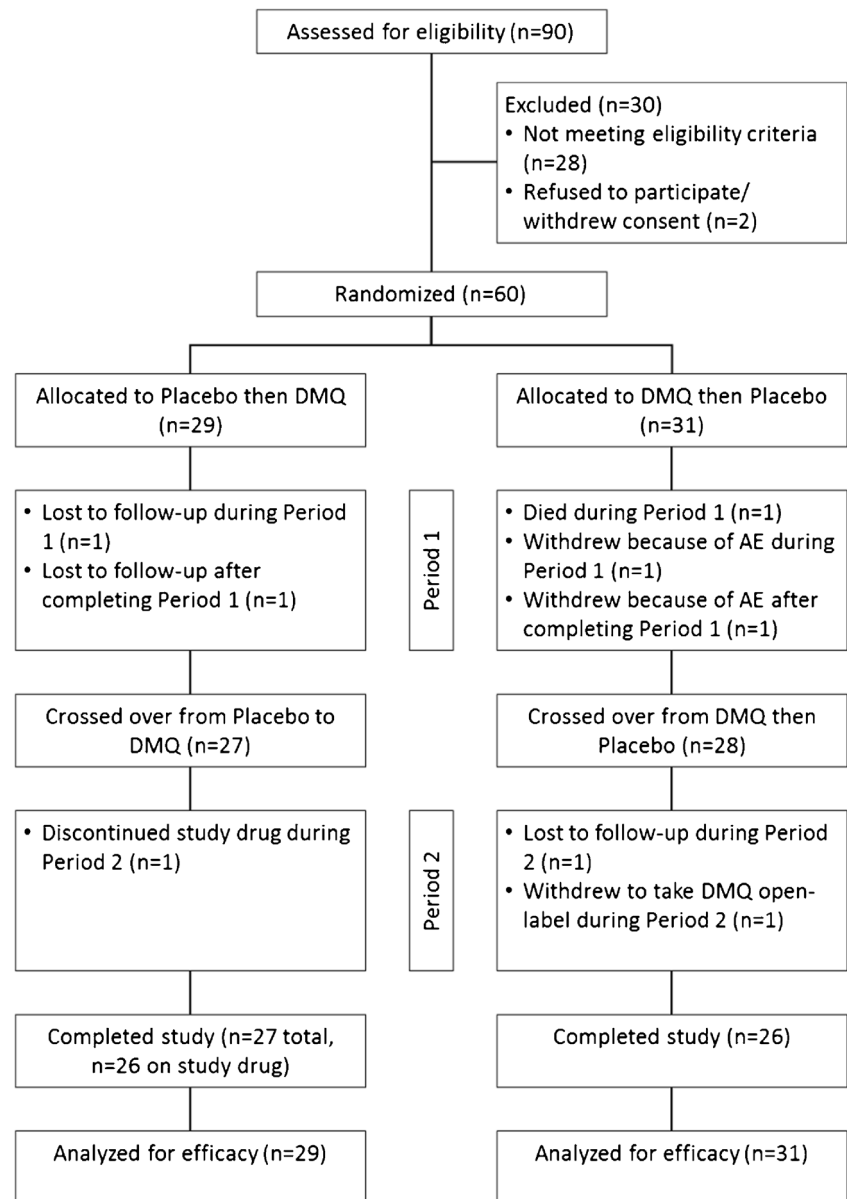 Assessed for eligibility (n=90)
Excluded (n=30)
• Not meeting eligibility criteria
(n=28)
• Refused to participate/
withdrew consent (n=2)
Randomized (n=60)
Allocated to Placebo then DMQ
(n=29)
Allocated to DMQ then Placebo
(n=31)
• Lost to follow-up during Period
1 (n=1)
• Lost to follow-up after
completing Period 1 (n=1)
Period 1
• Died during Period 1 (n=1)
• Withdrew because of AE during
Period 1 (n=1)
• Withdrew because of AE after
completing Period 1 (n=1)
Crossed over from Placebo to
DMQ (n=27)
Crossed over from DMQ then
Placebo (n=28)
• Discontinued study drug during
Period 2 (n=1)
Period 2
• Lost to follow-up during Period
2 (n=1)
• Withdrew to take DMQ open-
label during Period 2 (n=1)
Completed study (n=27 total,
n=26 on study drug)
Completed study (n=26)
Analyzed for efficacy (n=29)
Analyzed for efficacy (n=31)